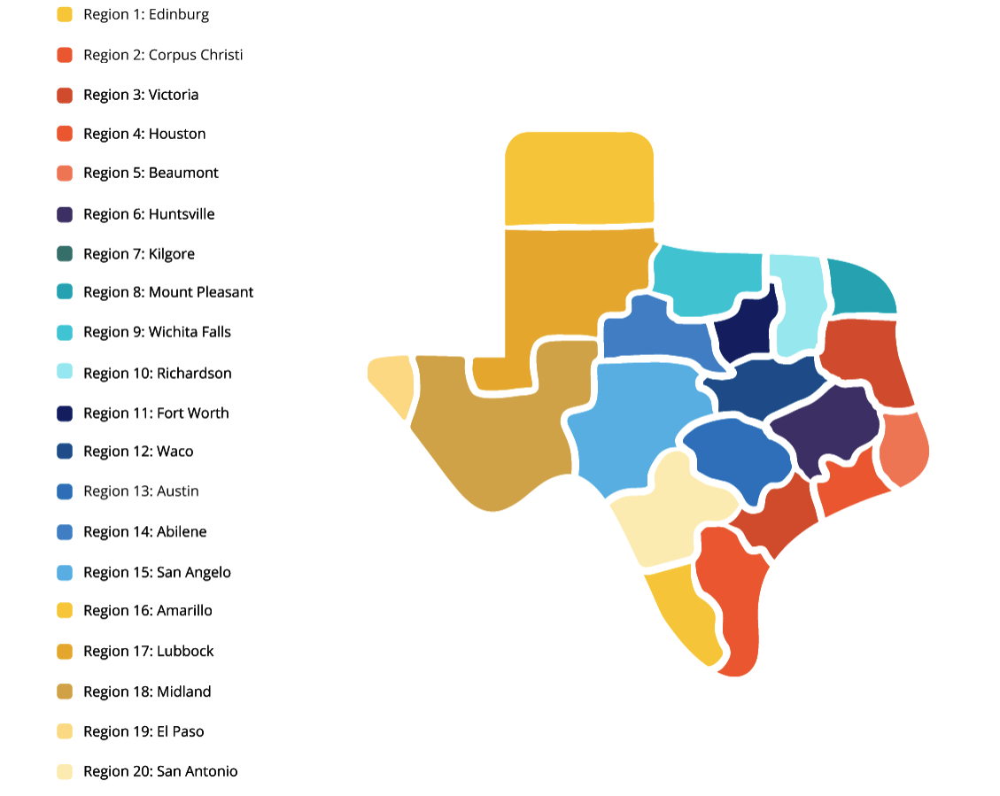 Region 1: Edinburg
Region 2: Corpus Christi
Region 3: Victoria
Region 4: Houston
Region 5: Beaumont
Region 6: Huntsville
Region 7: Kilgore
Region 8: Mount Pleasant
Region 9: Wichita Falls
Region 10: Richardson
Region 11: Fort Worth
Region 12: Waco
Region 13: Austin
Region 14: Abilene
Region 15: San Angelo
Region 16: Amarillo
Region 17: Lubbock
Region 18: Midland
Region 19: El Paso
Region 20: San Antonio